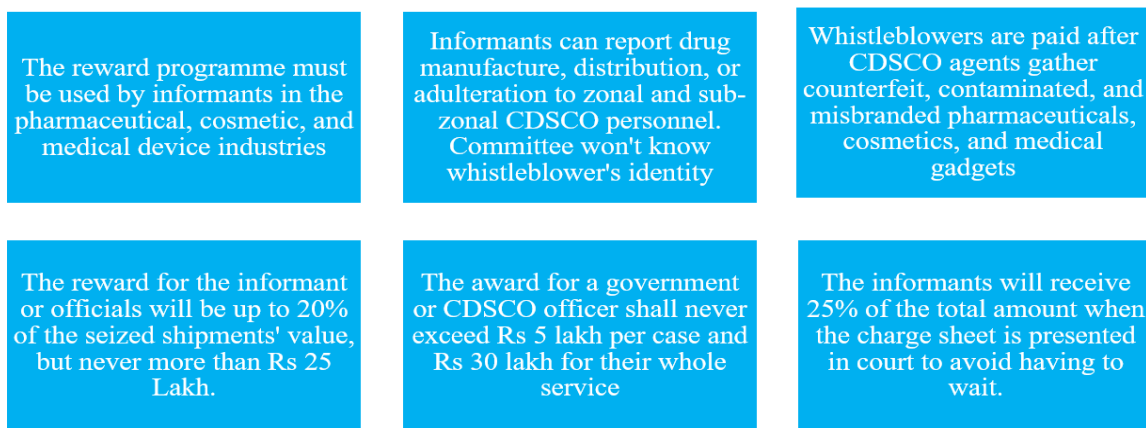 The reward programme must
be used by informants in the
pharmaceutical, cosmetic, and
medical device industries
Informants can report drug
manufacture, distribution, or
adulteration to zonal and sub-
zonal CDSCO personnel.
Committee won't know
whistleblower's identity
Whistleblowers are paid after
CDSCO agents gather
counterfeit, contaminated, and
misbranded pharmaceuticals,
cosmetics, and medical
gadgets
The reward for the informant
or officials will be up to 20%
of the seized shipments' value,
but never more than Rs 25
Lakh.
The award for a government
or CDSCO officer shall never
exceed Rs 5 lakh per case and
Rs 30 lakh for their whole
service
The informants will receive
25% of the total amount when
the charge sheet is presented
in court to avoid having to
wait.